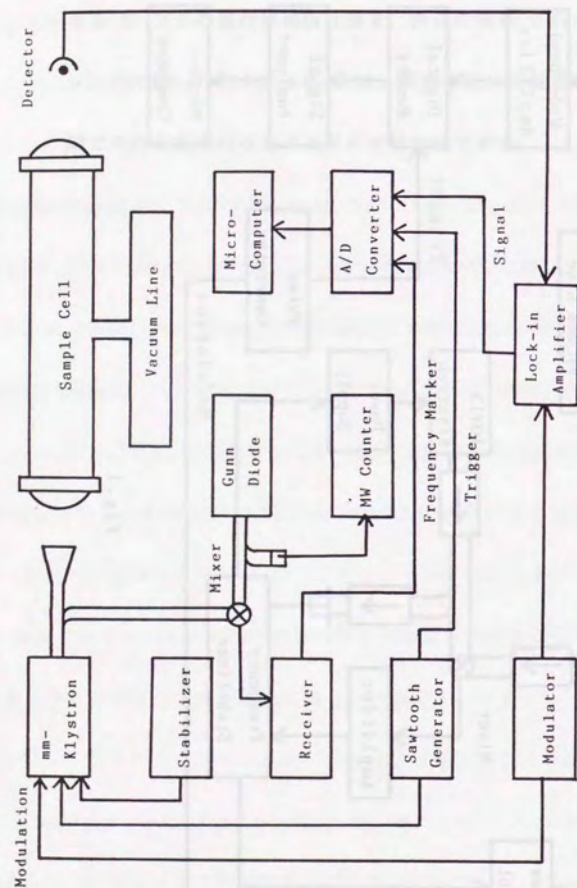 Modulation
mm-
Klystron
Stabilizer
Receiver
Sawtooth
Generator
Modulator
Mixer
Gunn
Diode
MW Counter
Frequency Marker
Trigger
Sample Cell
Vacuum Line
Micro-
Computer
A/D
Converter
Signal
Lock-in
Amplifier
Detector